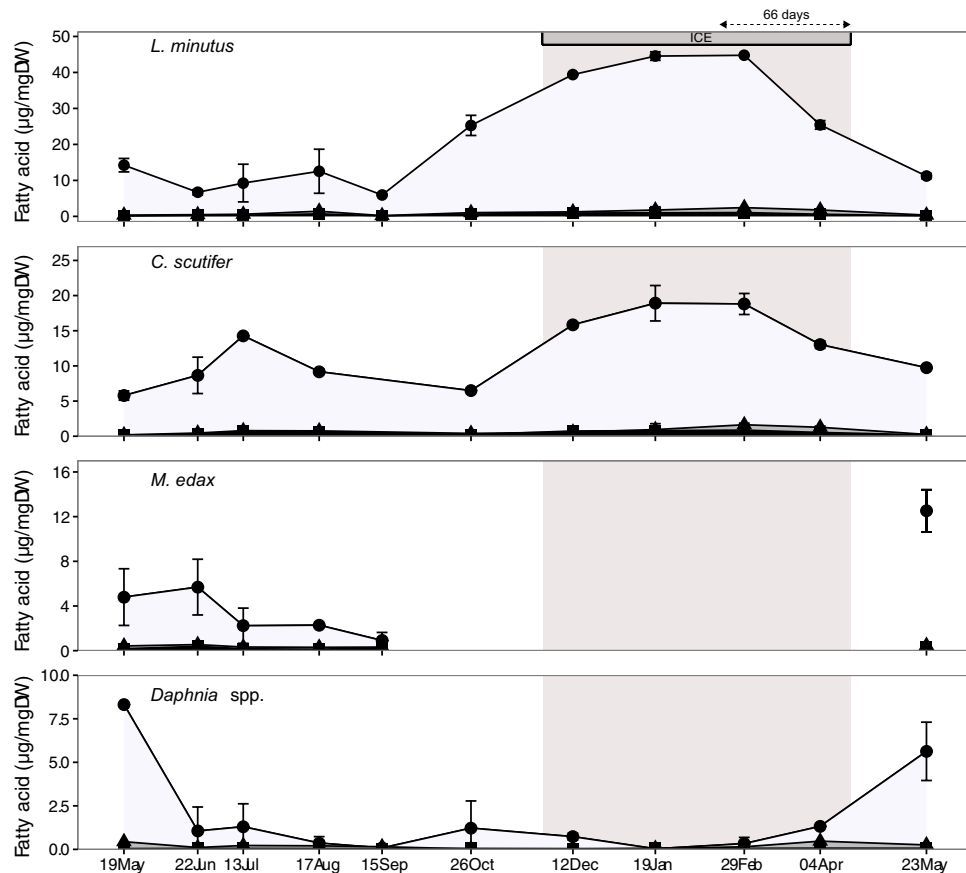 66 days
ICE
L. minutus
Fatty acid (µg/mgDW)
50
40
30
20
10
0
C. scutifer
Fatty acid (µg/mgDW)
25
20
15
10
5
0
M. edax
Fatty acid (µg/mgDW)
16
12
8
4
0
Daphnia spp.
Fatty acid (µg/mgDW)
10.0
7.5
5.0
2.5
0.0
19May 22Jun 13Jul 17Aug 15Sep 26Oct 12Dec 19Jan 29Feb 04Apr 23May